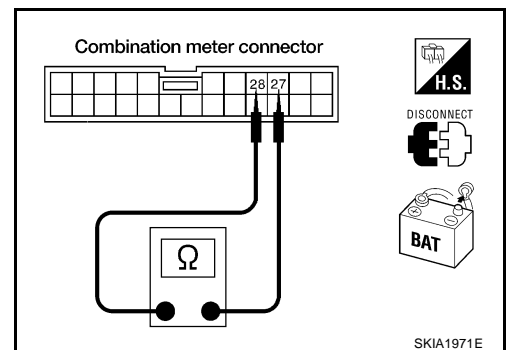 Combination meter connector
28 27
H.S.
DISCONNECT
Ω
BAT
SKIA1971E